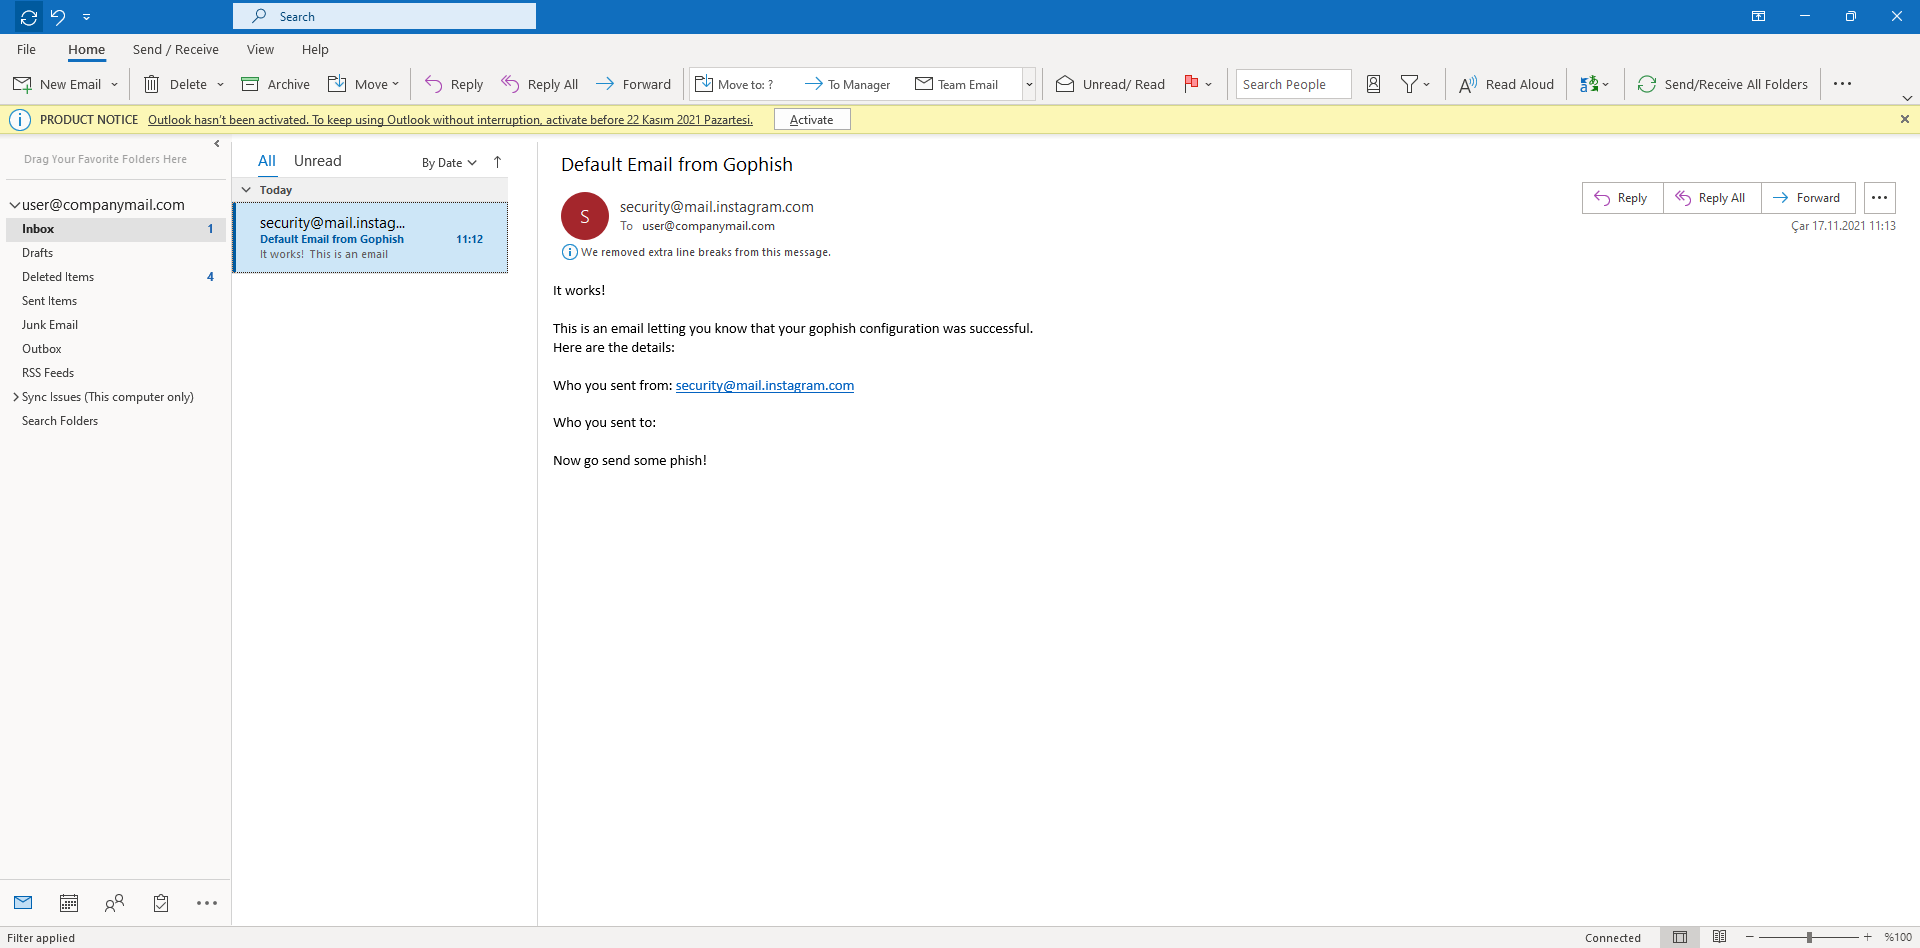 Search
File Home Send / Receive View Help
New Email Delete Archive Move Reply Reply All Forward Move to: ? To Manager Team Email Unread/ Read Search People Read Aloud Send/Receive All Folders
PRODUCT NOTICE Outlook hasn't been activated. To keep using Outlook without interruption, activate before 22 Kasım 2021 Pazartesi. Activate
Drag Your Favorite Folders Here
user@companymail.com
Inbox 1
Drafts
Deleted Items 4
Sent Items
Junk Email
Outbox
RSS Feeds
Sync Issues (This computer only)
Search Folders
All Unread By Date
Today
security@mail.instag...
Default Email from Gophish 11:12
It works! This is an email
Default Email from Gophish
S
security@mail.instagram.com
To user@companymail.com
Reply Reply All Forward
Çar 17.11.2021 11:13
We removed extra line breaks from this message.
It works!
This is an email letting you know that your gophish configuration was successful.
Here are the details:
Who you sent from: security@mail.instagram.com
Who you sent to:
Now go send some phish!
Filter applied
Connected %100